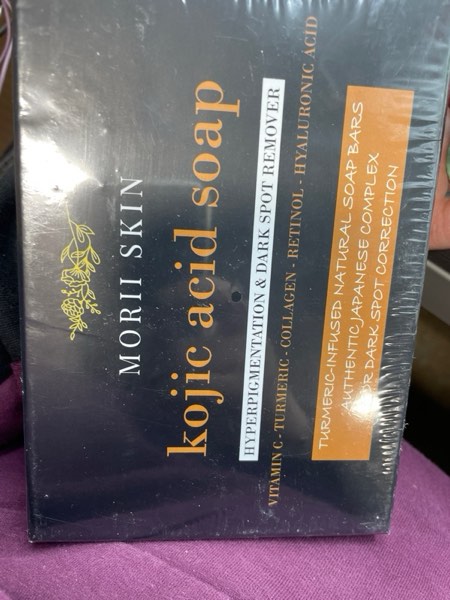 MORII SKIN
kojic acid soap
HYPERPIGMENTATION & DARK SPOT REMOVER
VITAMIN C - TURMERIC - COLLAGEN - RETINOL - HYALURONIC ACID
TURMERIC-INFUSED NATURAL SOAP BARS
AUTHENTIC JAPANESE COMPLEX
FOR DARK SPOT CORRECTION